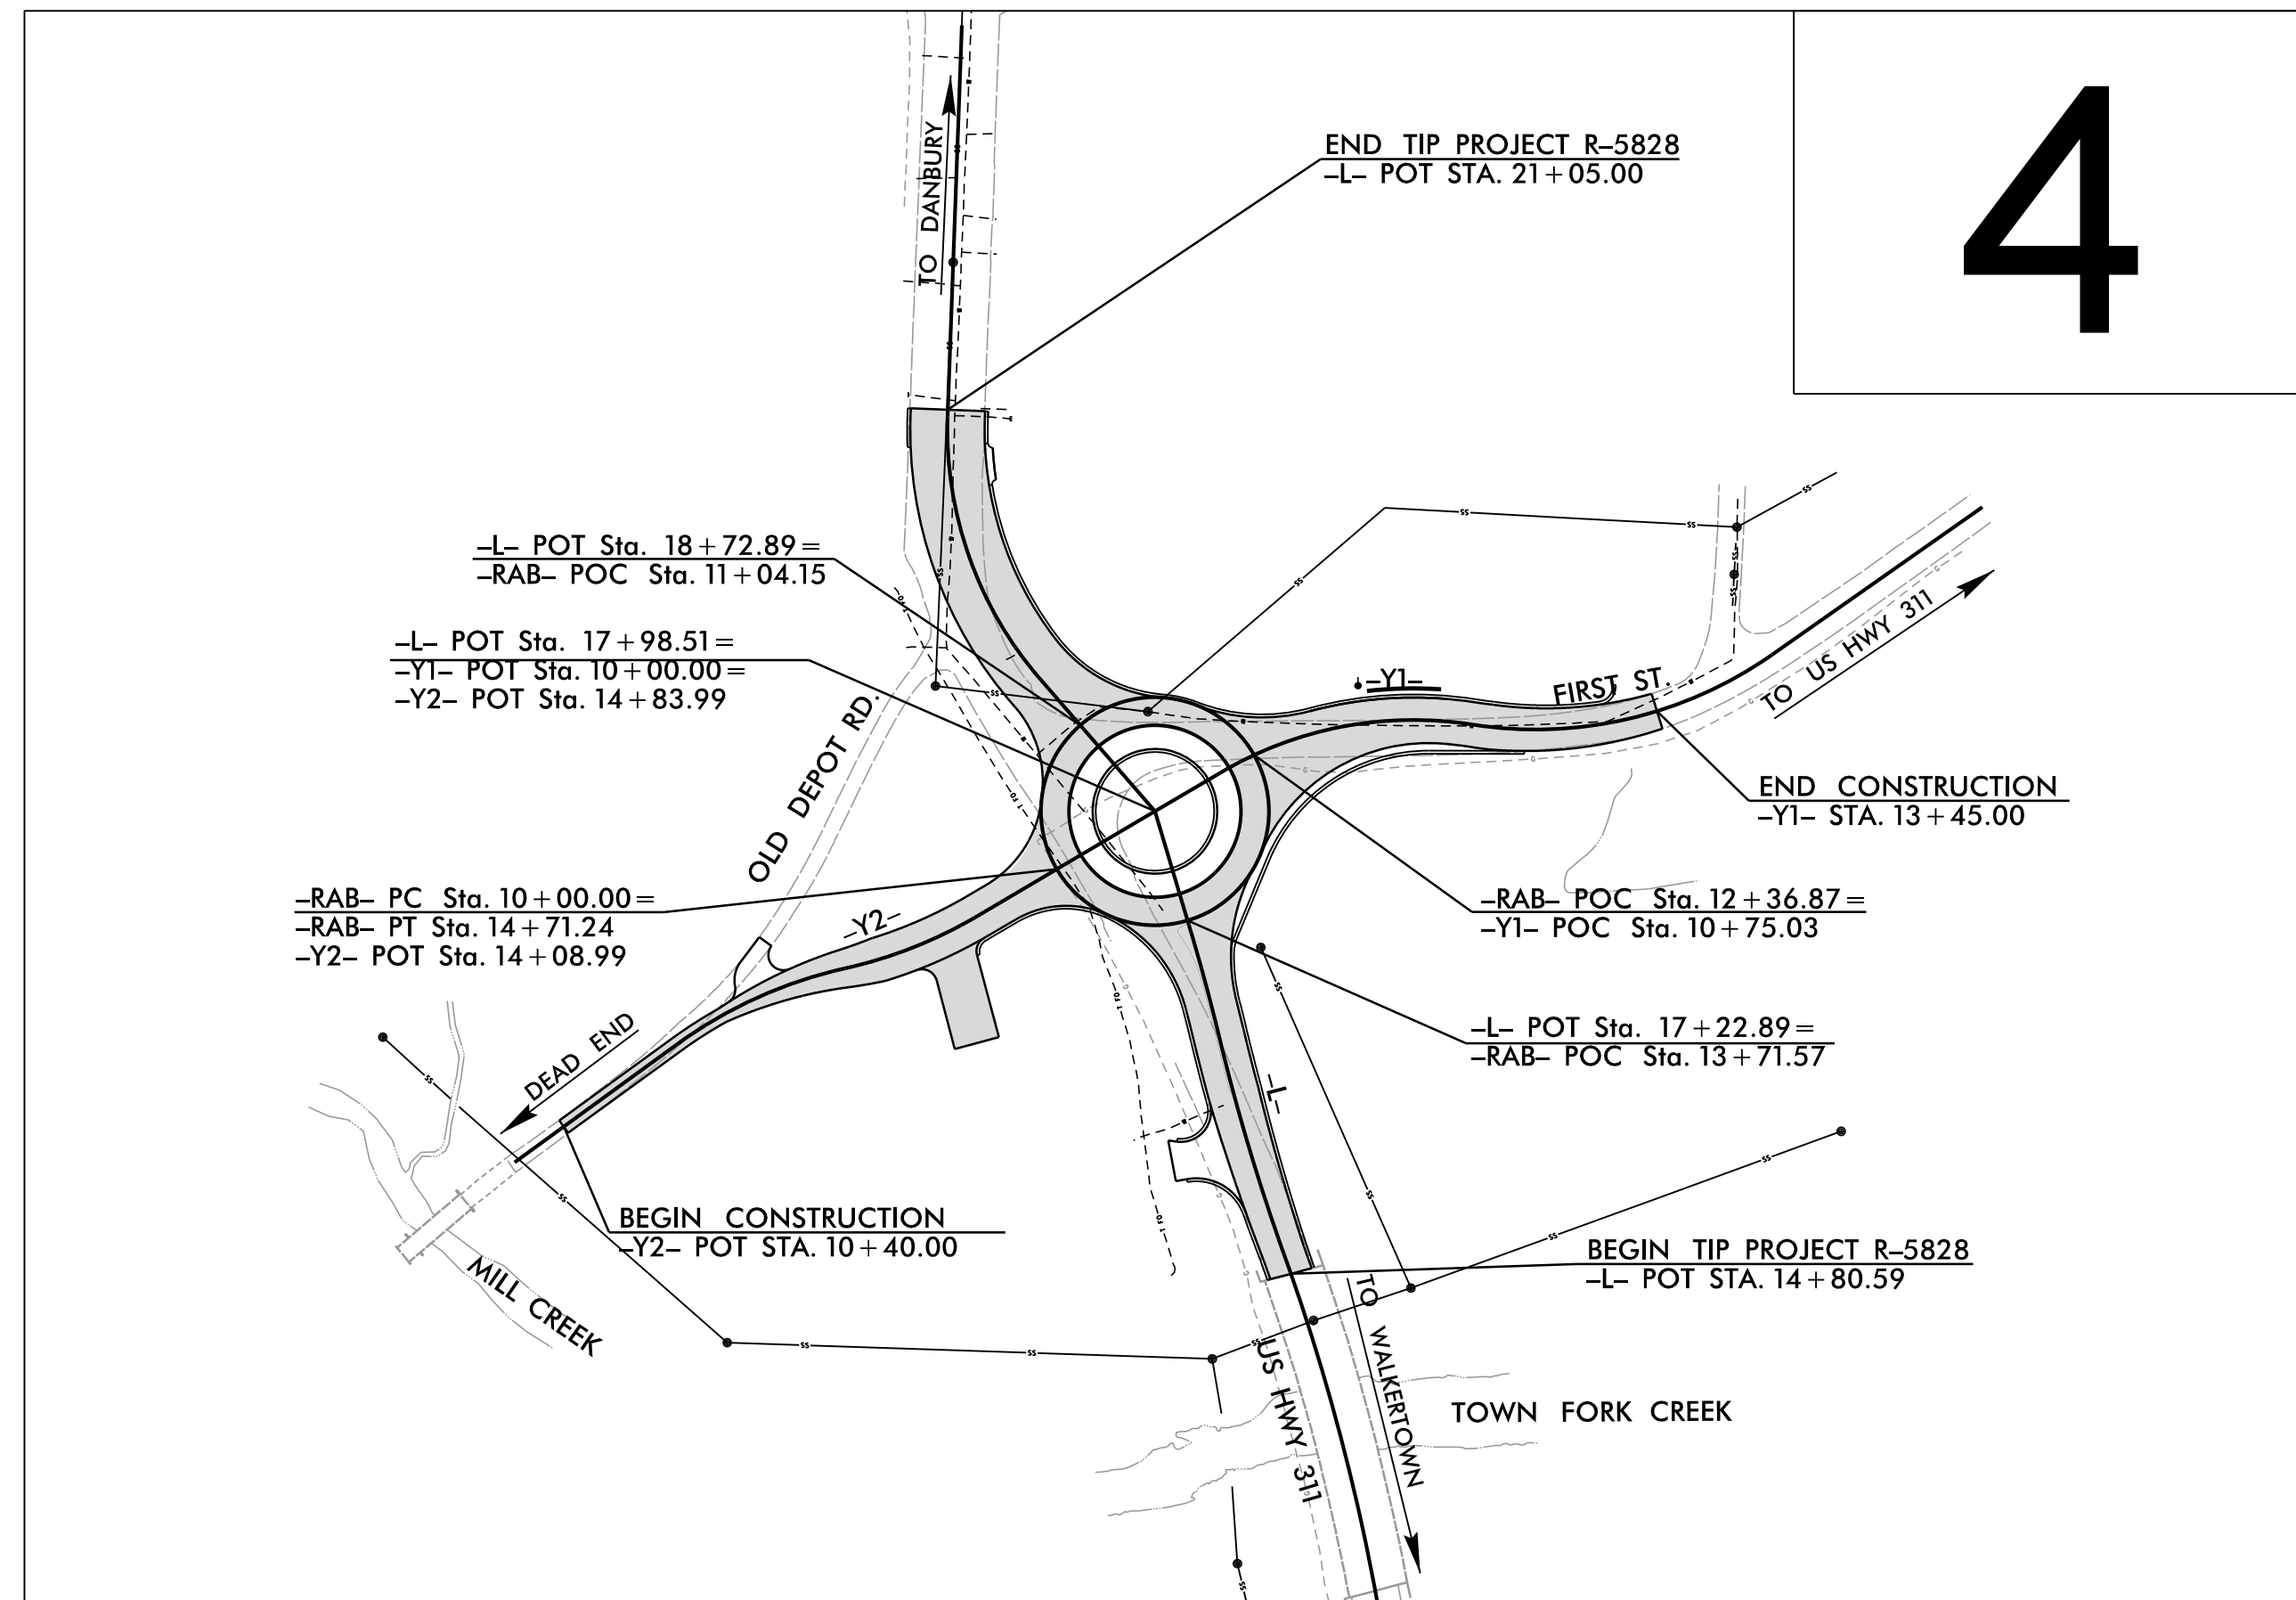 4
TO DANBURY
END TIP PROJECT R–5828
–L– POT STA. 21+05.00
–L– POT Sta. 18+72.89=
–RAB– POC Sta. 11+04.15
–L– POT Sta. 17+98.51=
–Y1– POT Sta. 10+00.00=
–Y2– POT Sta. 14+83.99
–Y1–
FIRST ST.
TO US HWY 311
OLD DEPOT RD.
END CONSTRUCTION
–Y1– STA. 13+45.00
–RAB– PC Sta. 10+00.00=
–RAB– PT Sta. 14+71.24
–Y2– POT Sta. 14+08.99
–Y2–
–RAB– POC Sta. 12+36.87=
–Y1– POC Sta. 10+75.03
–L– POT Sta. 17+22.89=
–RAB– POC Sta. 13+71.57
DEAD END
–L–
BEGIN CONSTRUCTION
–Y2– POT STA. 10+40.00
BEGIN TIP PROJECT R–5828
–L– POT STA. 14+80.59
MILL CREEK
TO WALKERTOWN
US HWY 311
TOWN FORK CREEK